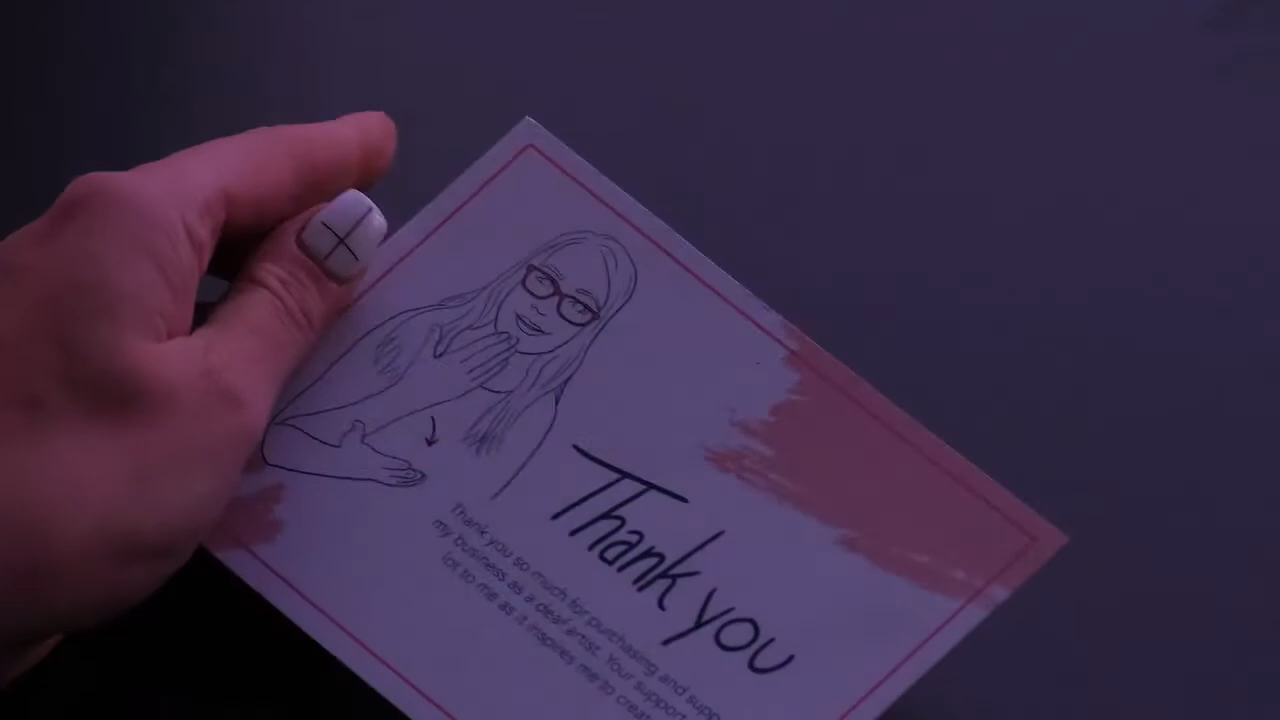 Thank you
Thank you so much for purchasing and supp
my business as a deaf artist. Your support
lot to me as it inspires me to creat